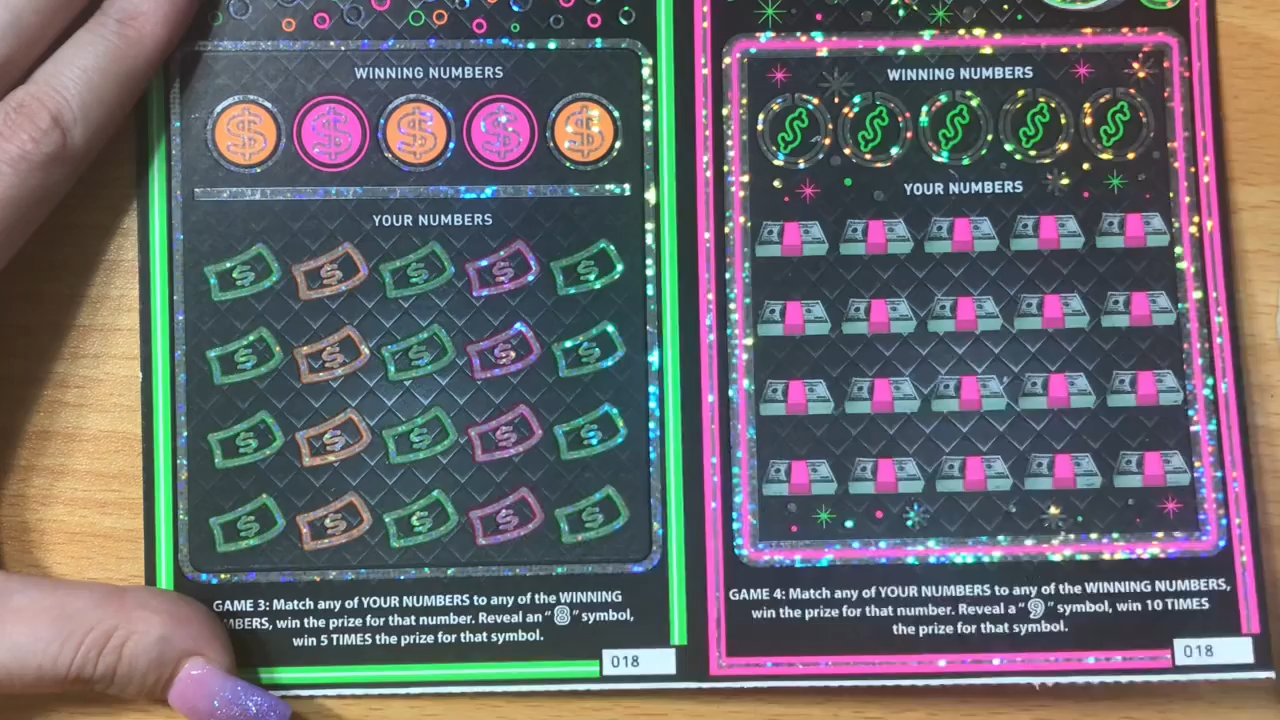 WINNING NUMBERS
YOUR NUMBERS
GAME 3: Match any of YOUR NUMBERS to any of the WINNING
MBERS, win the prize for that number. Reveal an "8" symbol,
win 5 TIMES the prize for that symbol.
018
WINNING NUMBERS
YOUR NUMBERS
GAME 4: Match any of YOUR NUMBERS to any of the WINNING NUMBERS,
win the prize for that number. Reveal a "9" symbol, win 10 TIMES
the prize for that symbol.
018